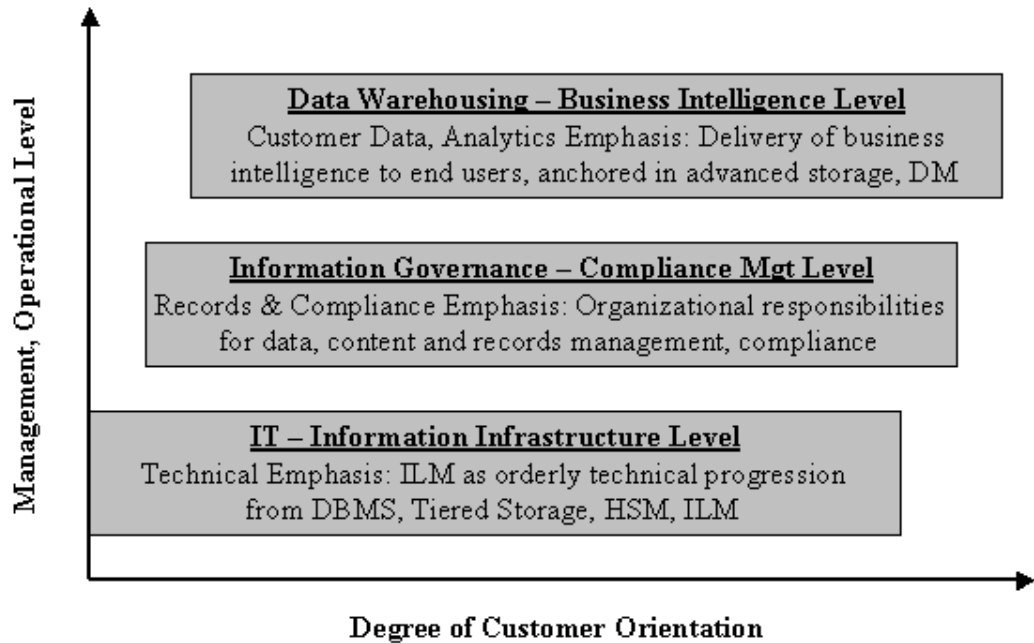 Management, Operational Level
Data Warehousing – Business Intelligence Level
Customer Data, Analytics Emphasis: Delivery of business
intelligence to end users, anchored in advanced storage, DM
Information Governance – Compliance Mgt Level
Records & Compliance Emphasis: Organizational responsibilities
for data, content and records management, compliance
IT – Information Infrastructure Level
Technical Emphasis: ILM as orderly technical progression
from DBMS, Tiered Storage, HSM, ILM
Degree of Customer Orientation